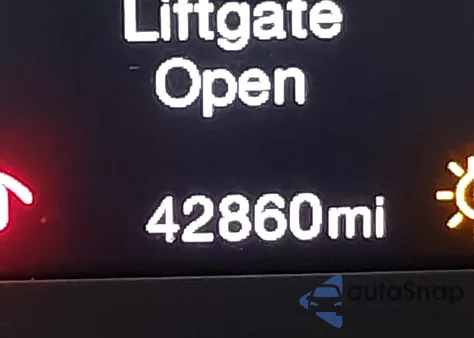 Liftgate
Open
42860mi
autoSnap